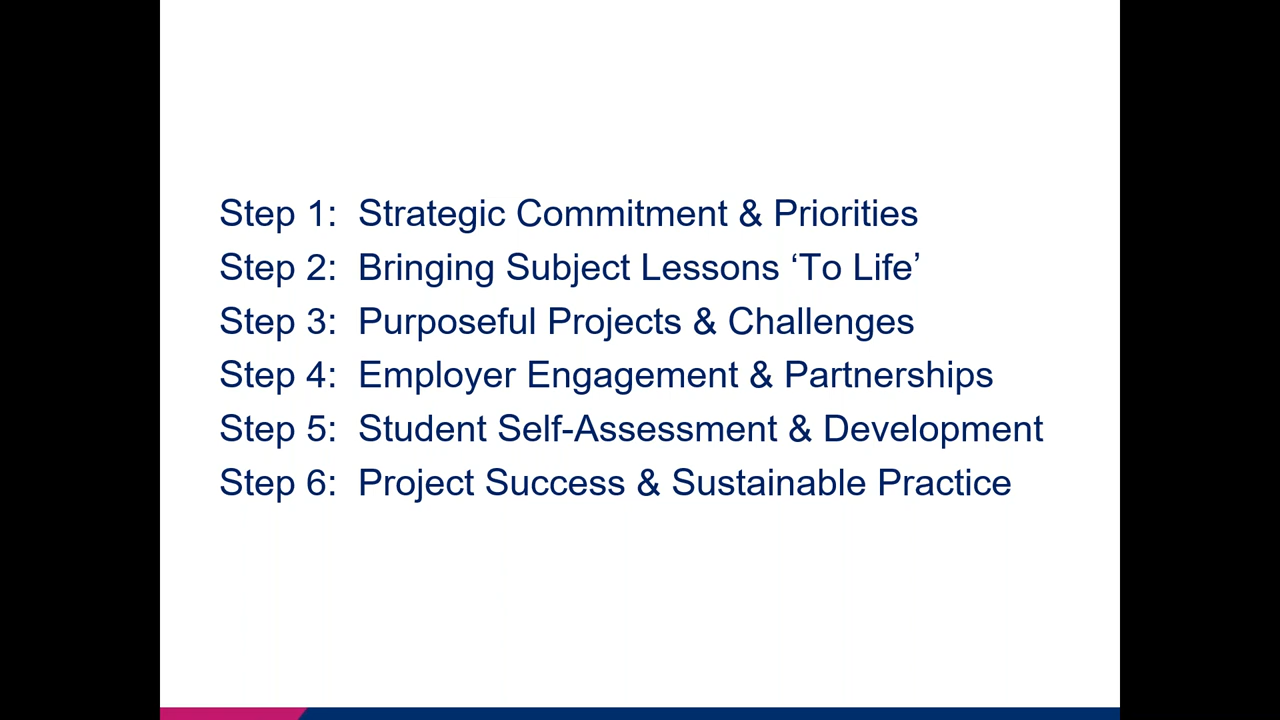 Step 1: Strategic Commitment & Priorities
Step 2: Bringing Subject Lessons ‘To Life’
Step 3: Purposeful Projects & Challenges
Step 4: Employer Engagement & Partnerships
Step 5: Student Self-Assessment & Development
Step 6: Project Success & Sustainable Practice